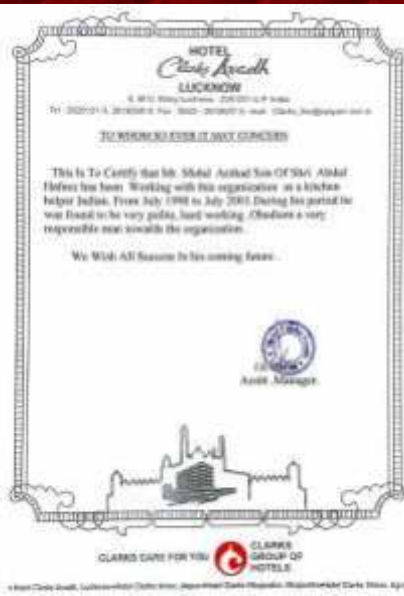 HOTEL
Clarks Avadh
LUCKNOW
TO WHOM SO EVER IT MAY CONCERN
This Is To Certify that Mr. Mohd Son Of Shri Abdul
Hafeez has been Working with this organization as a kitchen
helper Indian. From July 1998 to July 2001.During his period he
was found to be very polite, hard working .Obedient a very
responsible man towards the organization .
We Wish All Success In his coming future .
Asstt .Manager.
CLARKS CARE FOR YOU
CLARKS
GROUP OF
HOTELS